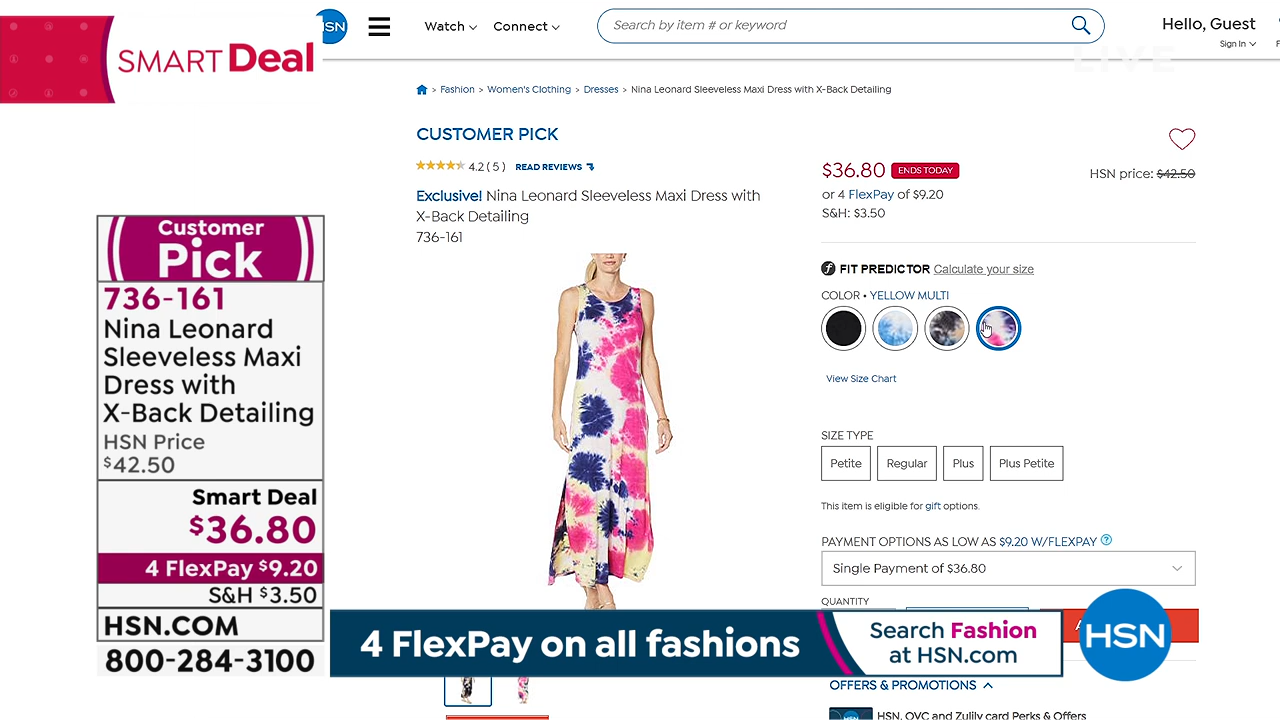 SMART Deal
HSN
Watch
Connect
Search by item # or keyword
Hello, Guest
Sign In
LIVE
Fashion > Women's Clothing > Dresses > Nina Leonard Sleeveless Maxi Dress with X-Back Detailing
CUSTOMER PICK
4.2 ( 5 ) READ REVIEWS
Exclusive! Nina Leonard Sleeveless Maxi Dress with
X-Back Detailing
736-161
$36.80 ENDS TODAY
HSN price: $42.50
or 4 FlexPay of $9.20
S&H: $3.50
FIT PREDICTOR Calculate your size
COLOR • YELLOW MULTI
View Size Chart
SIZE TYPE
Petite
Regular
Plus
Plus Petite
This item is eligible for gift options.
PAYMENT OPTIONS AS LOW AS $9.20 W/FLEXPAY
Single Payment of $36.80
QUANTITY
Customer
Pick
736-161
Nina Leonard
Sleeveless Maxi
Dress with
X-Back Detailing
HSN Price
$42.50
Smart Deal
$36.80
4 FlexPay $9.20
S&H $3.50
HSN.COM
800-284-3100
4 FlexPay on all fashions
Search Fashion
at HSN.com
HSN
OFFERS & PROMOTIONS
HSN, QVC and Zulily card Perks & Offers